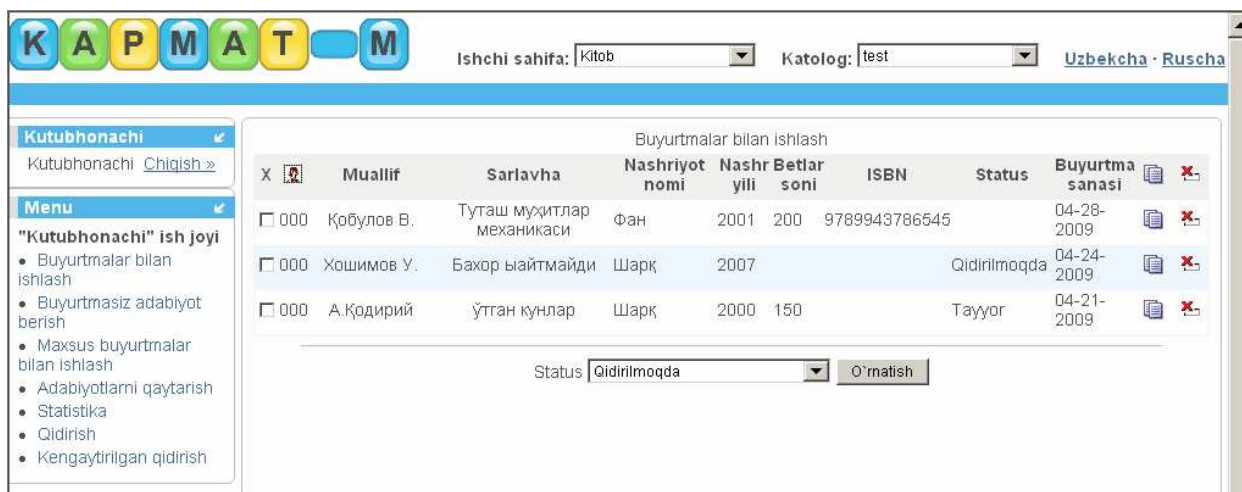 КАРМАТ-М
Ishchi sahifa: Kitob Katolog: test Uzbekcha · Ruscha
Kutubhonachi
Kutubhonachi Chiqish »
Menu
"Kutubhonachi" ish joyi
• Buyurtmalar bilan
ishlash
• Buyurtmasiz adabiyot
berish
• Maxsus buyurtmalar
bilan ishlash
• Adabiyotlarni qaytarish
• Statistika
• Qidirish
• Kengaytirilgan qidirish
Buyurtmalar bilan ishlash
X Muallif Sarlavha Nashriyot nomi Nashr yili Betlar soni ISBN Status Buyurtma sanasi
000 Қобулов В. Туташ муҳитлар механикаси Фан 2001 200 9789943786545 04-28-2009
000 Хошимов У. Бахор ыайтмайди Шарқ 2007 Qidirilmoqda 04-24-2009
000 А.Қодирий ўтган кунлар Шарқ 2000 150 Tayyor 04-21-2009
Status Qidirilmoqda O`rnatish